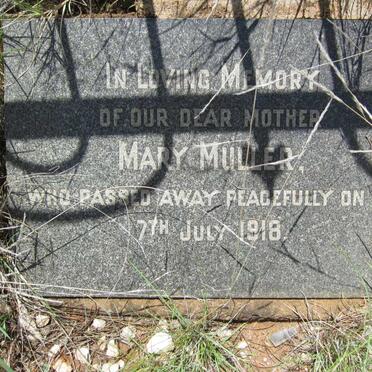 In Loving Memory
of our dear mother
Mary Muller,
who passed away peacefully on
7th July 1918.